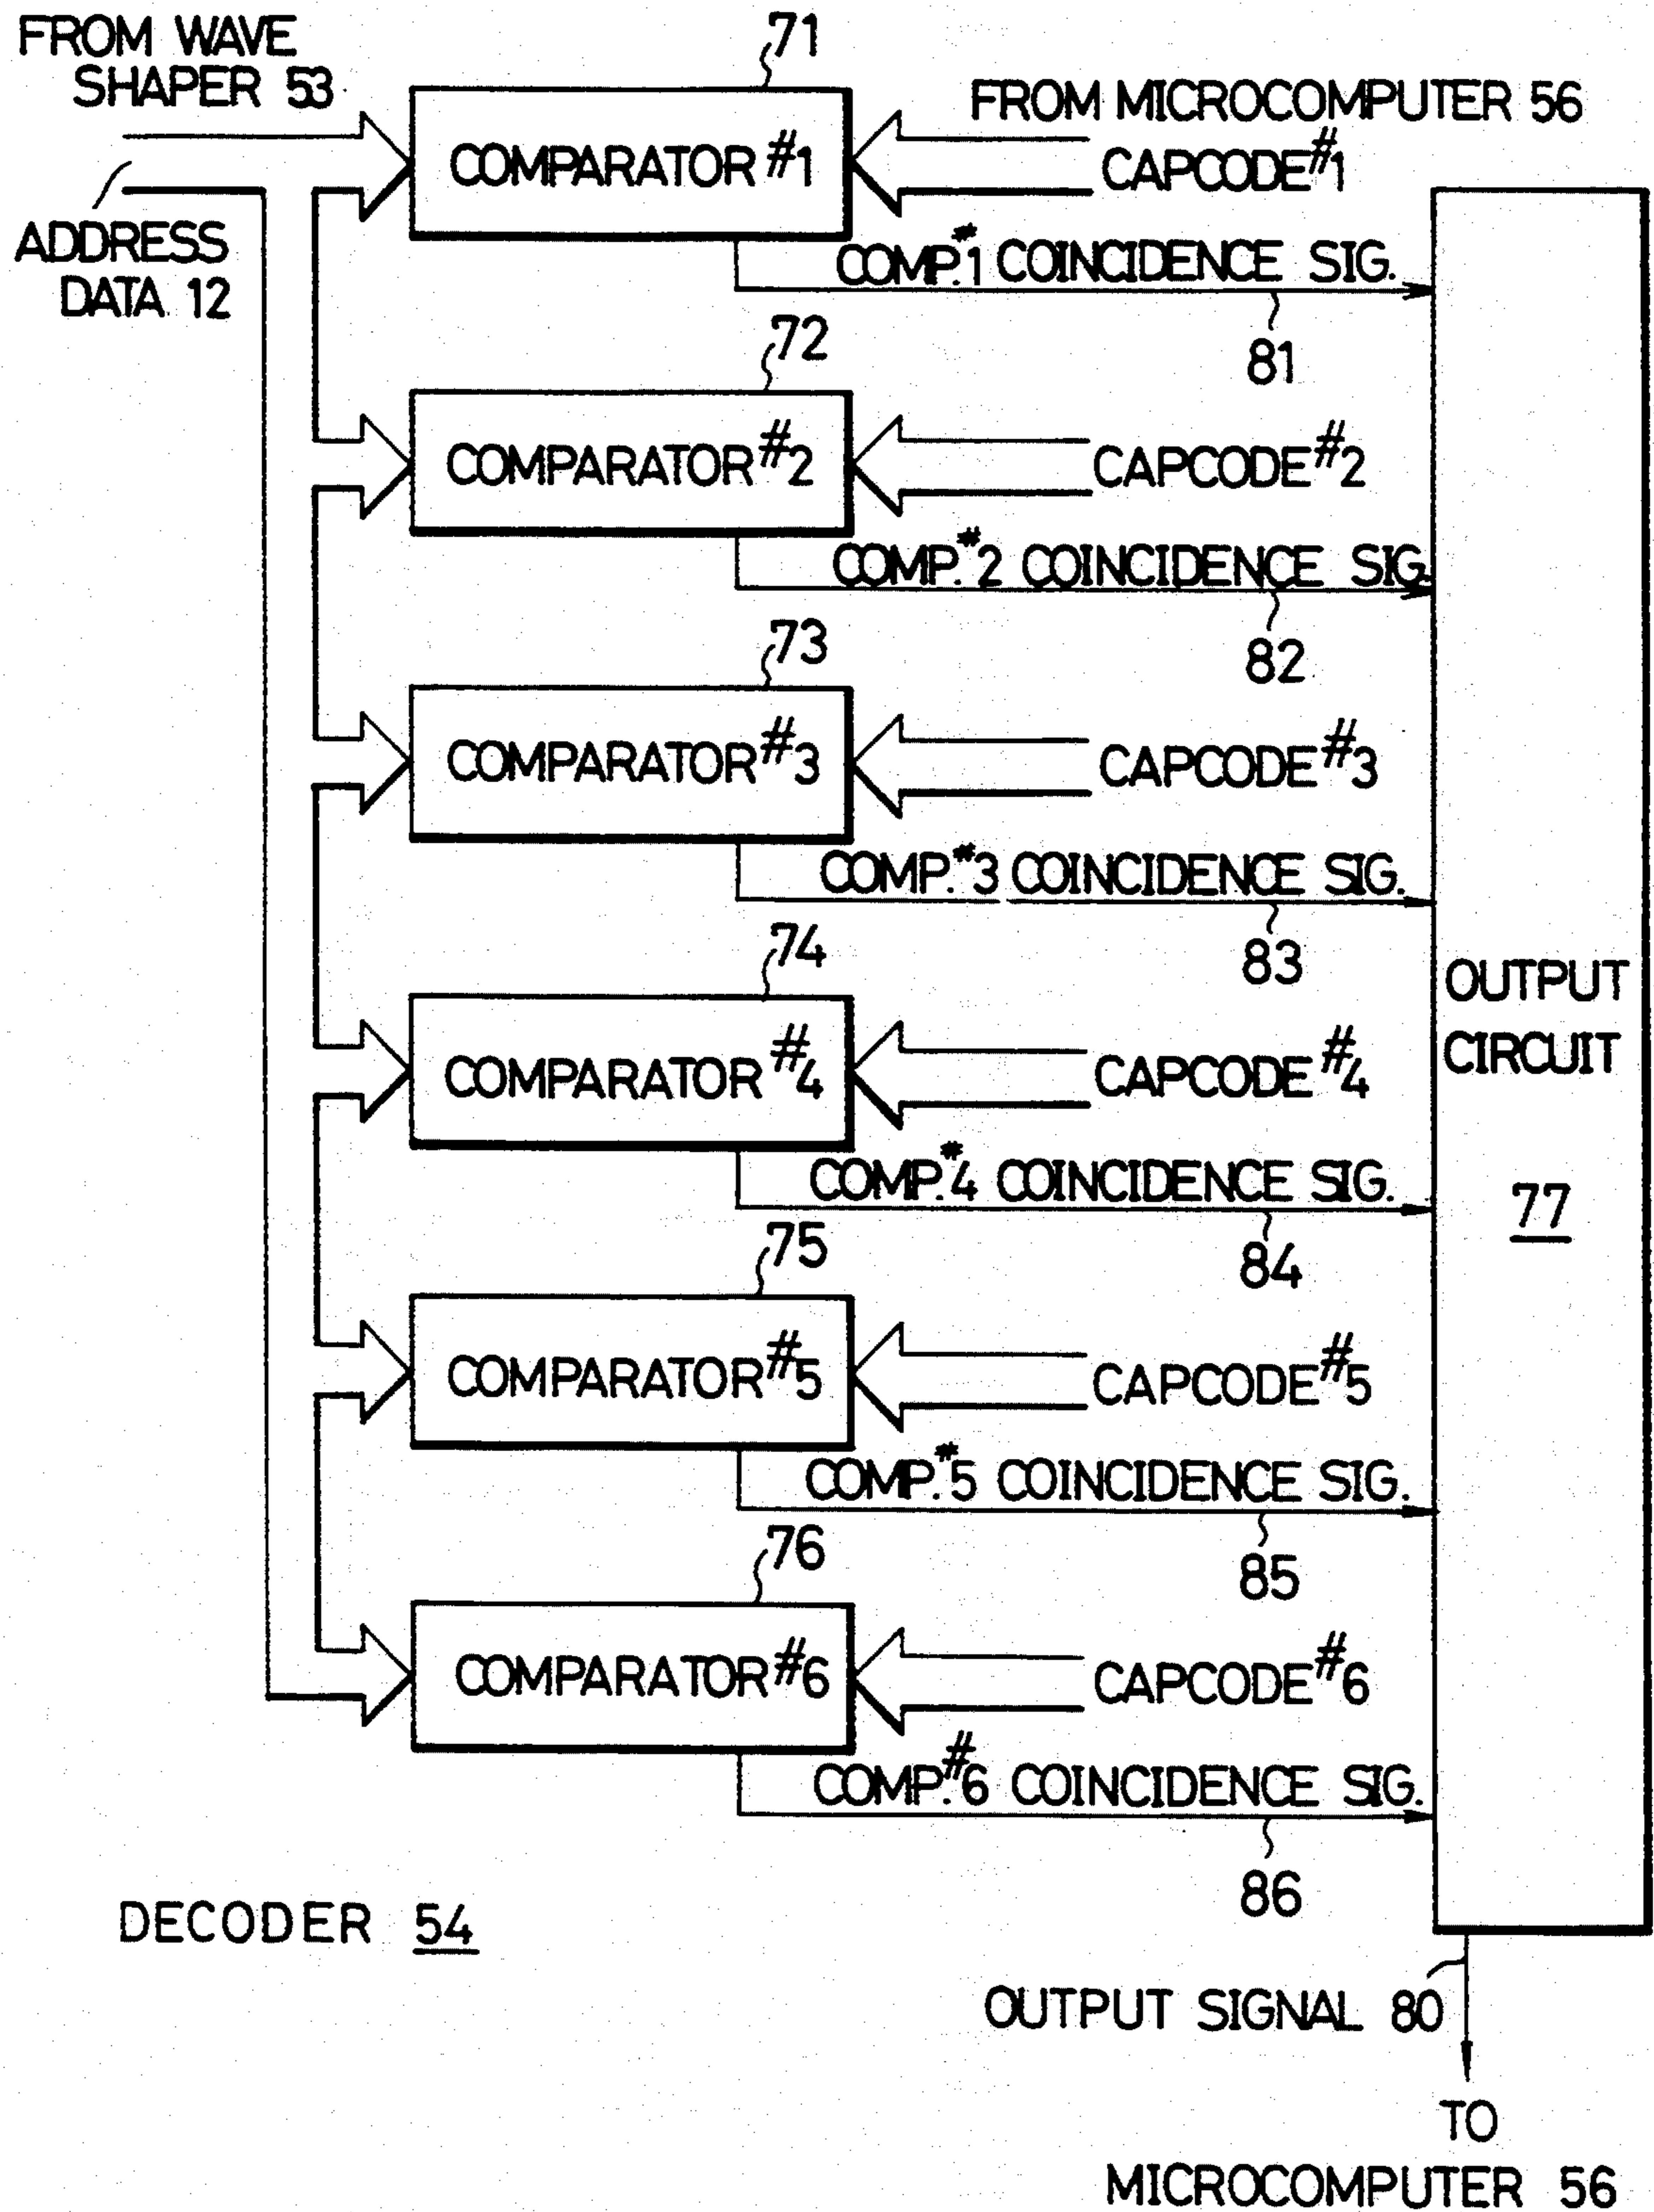 FROM WAVE
SHAPER 53
ADDRESS
DATA 12
71
COMPARATOR #1
FROM MICROCOMPUTER 56
CAPCODE #1
COMP. #1 COINCIDENCE SIG.
81
72
COMPARATOR #2
CAPCODE #2
COMP. #2 COINCIDENCE SIG.
82
73
COMPARATOR #3
CAPCODE #3
COMP. #3 COINCIDENCE SIG.
83
74
COMPARATOR #4
CAPCODE #4
COMP. #4 COINCIDENCE SIG.
84
75
COMPARATOR #5
CAPCODE #5
COMP. #5 COINCIDENCE SIG.
85
76
COMPARATOR #6
CAPCODE #6
COMP. #6 COINCIDENCE SIG.
86
OUTPUT
CIRCUIT
77
DECODER 54
OUTPUT SIGNAL 80
TO
MICROCOMPUTER 56